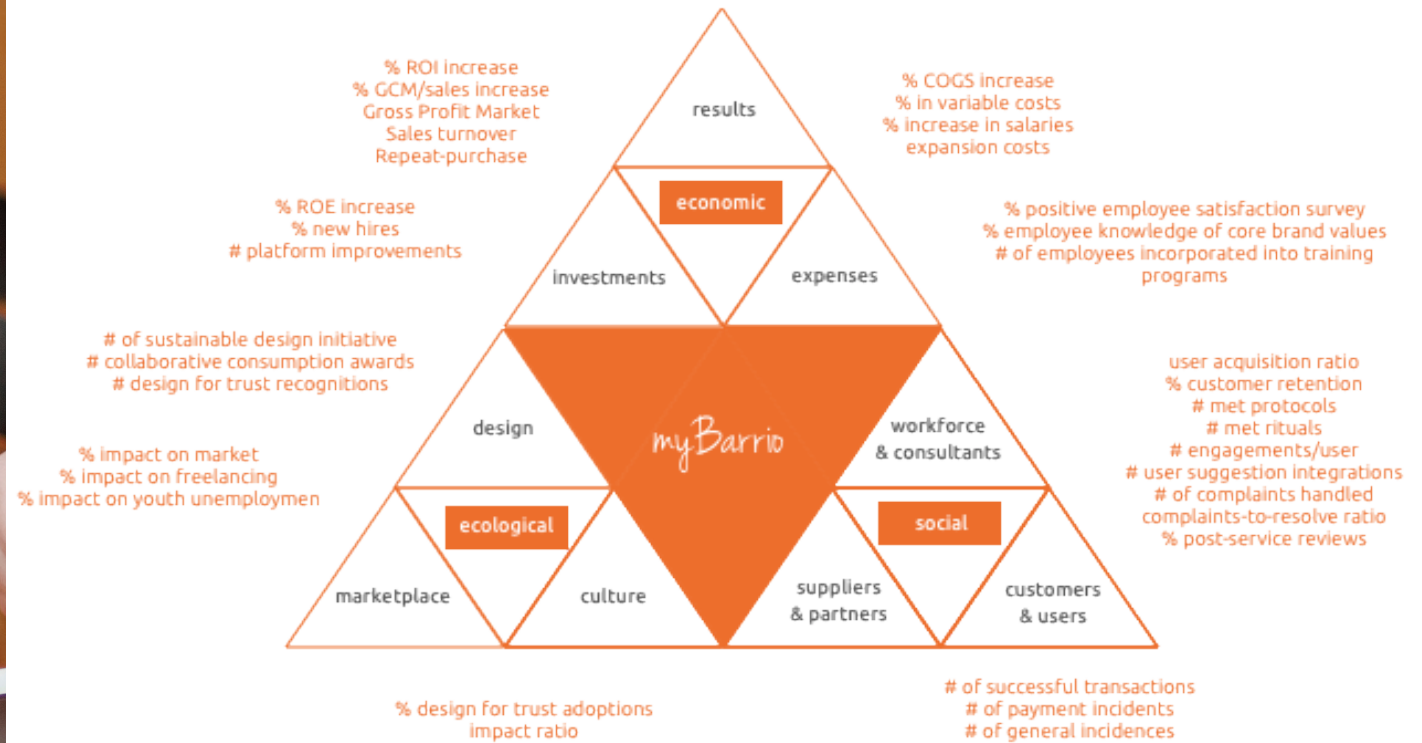 % ROI increase
% GCM/sales increase
Gross Profit Market
Sales turnover
Repeat-purchase
% COGS increase
% in variable costs
% increase in salaries
expansion costs
results
economic
% ROE increase
% new hires
# platform improvements
% positive employee satisfaction survey
% employee knowledge of core brand values
# of employees incorporated into training
programs
investments
expenses
# of sustainable design initiative
# collaborative consumption awards
# design for trust recognitions
user acquisition ratio
% customer retention
# met protocols
# met rituals
# engagements/user
# user suggestion integrations
# of complaints handled
complaints-to-resolve ratio
% post-service reviews
design
myBarrio
workforce
& consultants
% impact on market
% impact on freelancing
% impact on youth unemploymen
ecological
social
marketplace
culture
suppliers
& partners
customers
& users
% design for trust adoptions
impact ratio
# of successful transactions
# of payment incidents
# of general incidences